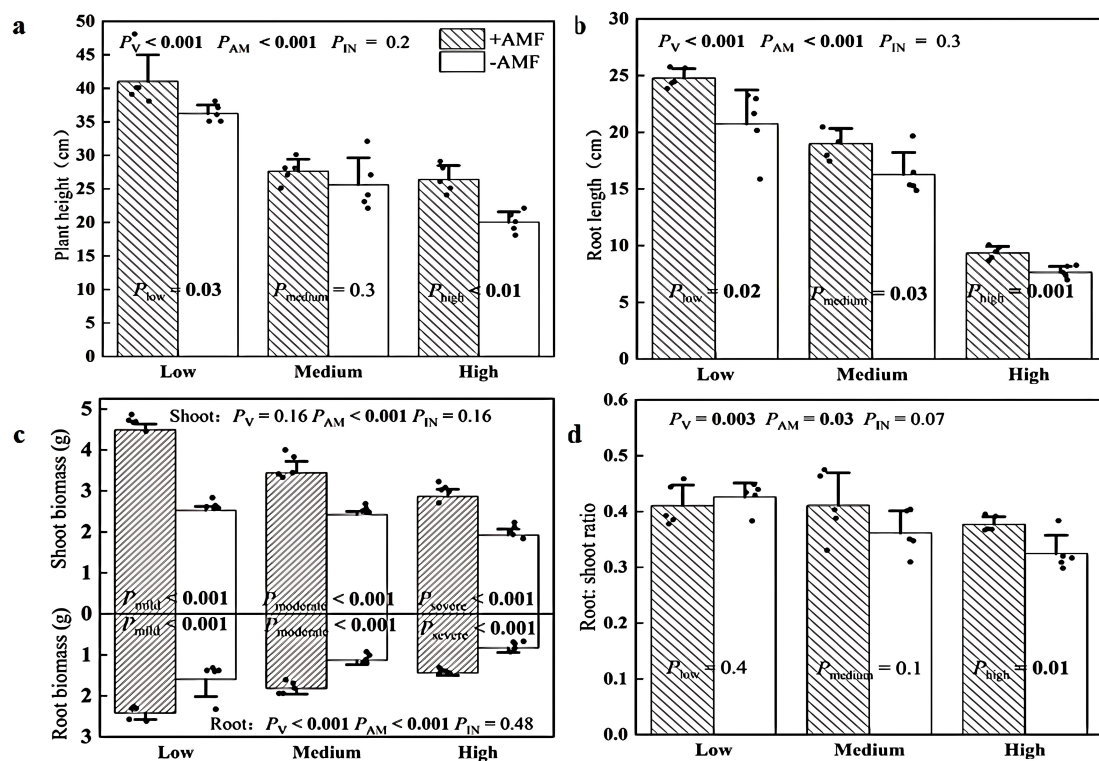 a
P_V < 0.001 P_AM < 0.001 P_IN = 0.2
+AMF
-AMF
Plant height (cm)
50
45
40
35
30
25
20
15
10
5
0
P_low = 0.03
P_medium = 0.3
P_high < 0.01
Low Medium High
b
P_V < 0.001 P_AM < 0.001 P_IN = 0.3
Root length (cm)
30
25
20
15
10
5
0
P_low = 0.02
P_medium = 0.03
P_high = 0.001
Low Medium High
c
Shoot: P_V = 0.16 P_AM < 0.001 P_IN = 0.16
Shoot biomass (g)
Root biomass (g)
5
4
3
2
1
0
1
2
3
P_mild < 0.001
P_moderate < 0.001
P_severe < 0.001
P_mild < 0.001
P_moderate < 0.001
P_severe < 0.001
Root: P_V < 0.001 P_AM < 0.001 P_IN = 0.48
Low Medium High
d
P_V = 0.003 P_AM = 0.03 P_IN = 0.07
Root: shoot ratio
0.6
0.5
0.4
0.3
0.2
0.1
0.0
P_low = 0.4
P_medium = 0.1
P_high = 0.01
Low Medium High